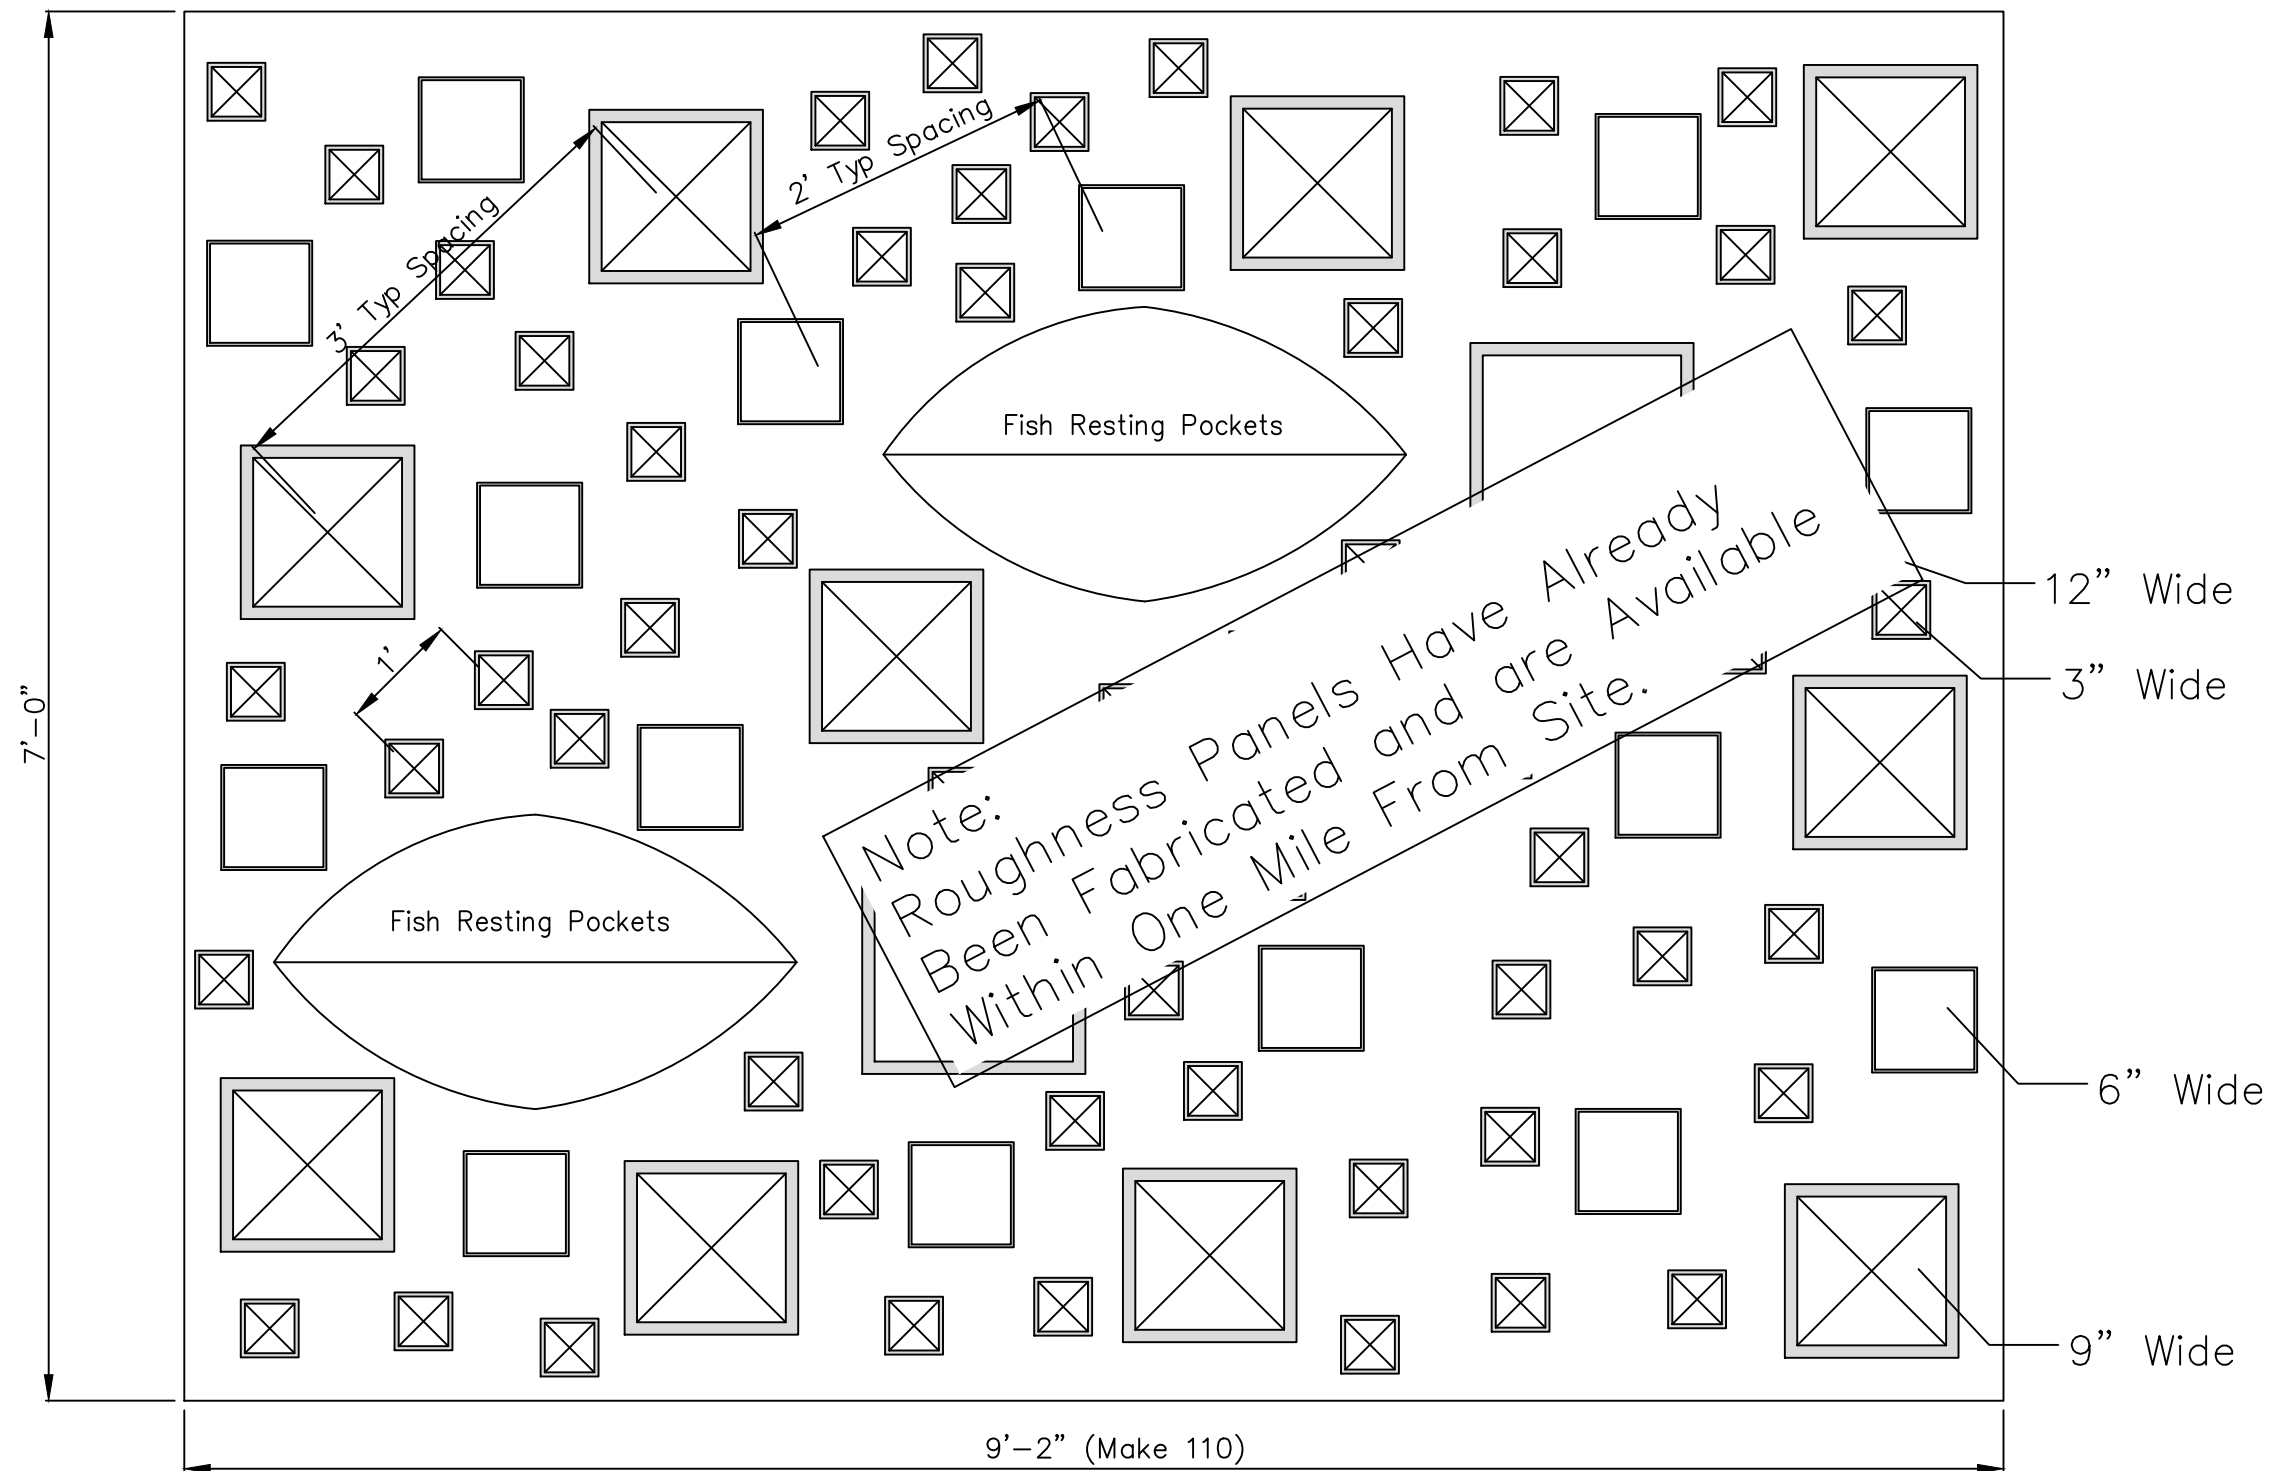 2’ Typ Spacing
3’ Typ Spacing
Fish Resting Pockets
Note:
Roughness Panels Have Already
Been Fabricated and are Available
Within One Mile From Site.
12” Wide
3” Wide
1’
7’-0”
Fish Resting Pockets
6” Wide
9” Wide
9’-2” (Make 110)